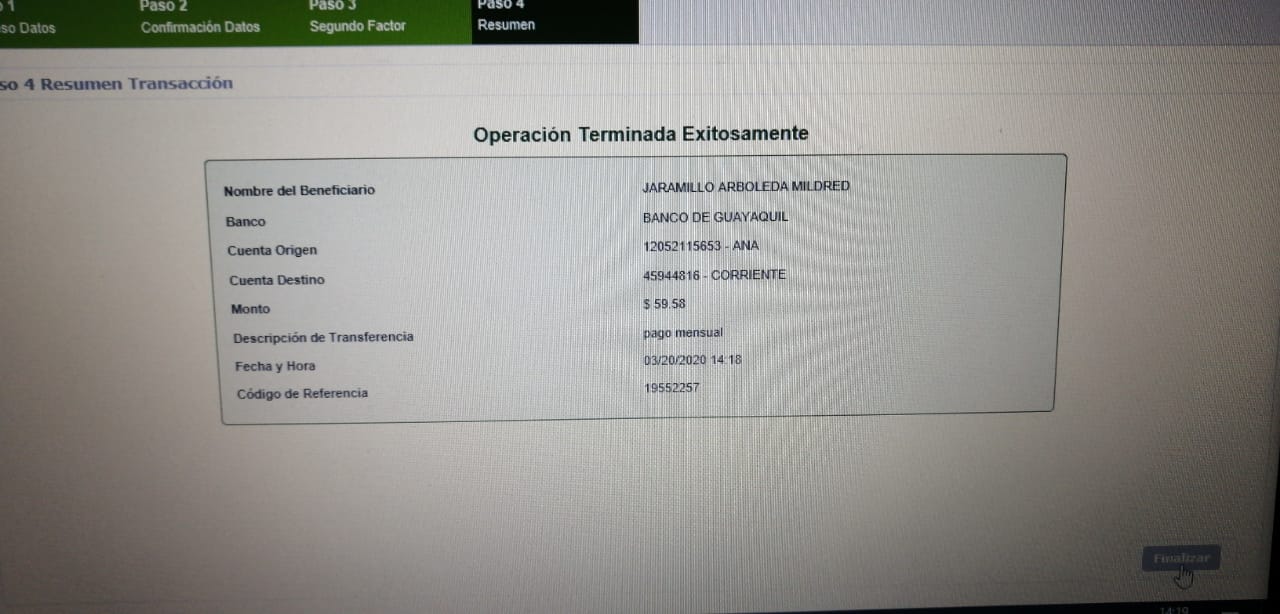 1 Paso 2 Paso 3 Paso 4
so Datos Confirmación Datos Segundo Factor Resumen
so 4 Resumen Transacción
Operación Terminada Exitosamente
Nombre del Beneficiario JARAMILLO ARBOLEDA MILDRED
Banco BANCO DE GUAYAQUIL
Cuenta Origen 12052115653 - ANA
Cuenta Destino 45944816 - CORRIENTE
Monto $ 59.58
Descripción de Transferencia pago mensual
Fecha y Hora 03/20/2020 14:18
Código de Referencia 19552257
Finalizar
14:19